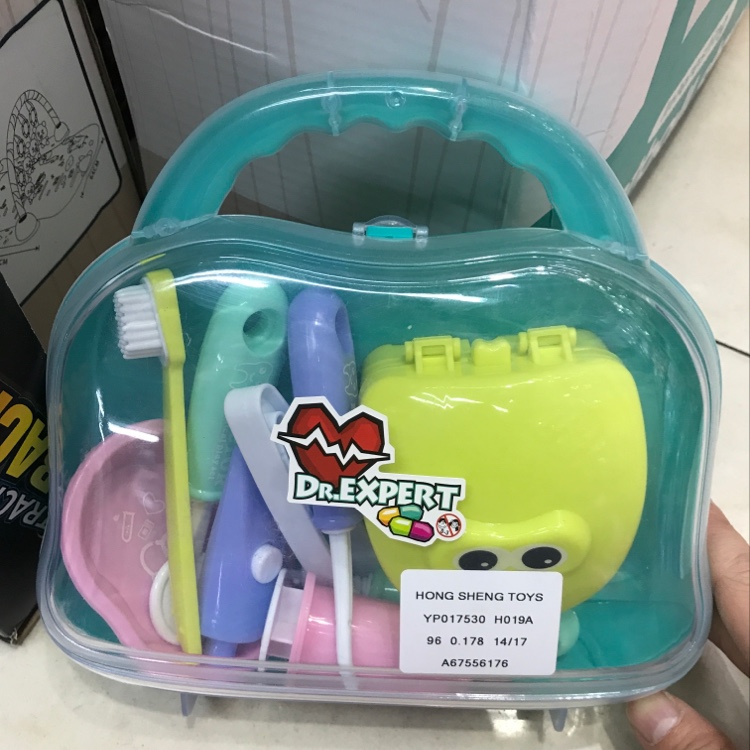 DR.EXPERT
HONG SHENG TOYS
YP017530 H019A
96 0.178 14/17
A67556176